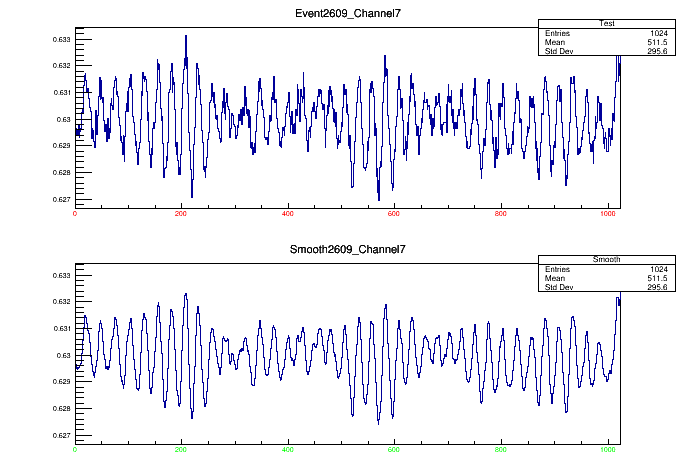 Event2609_Channel7
Test
Entries 1024
Mean 511.5
Std Dev 295.6
0.633
0.632
0.631
0.63
0.629
0.628
0.627
0 200 400 600 800 1000
Smooth2609_Channel7
Smooth
Entries 1024
Mean 511.5
Std Dev 295.6
0.633
0.632
0.631
0.63
0.629
0.628
0.627
0 200 400 600 800 1000